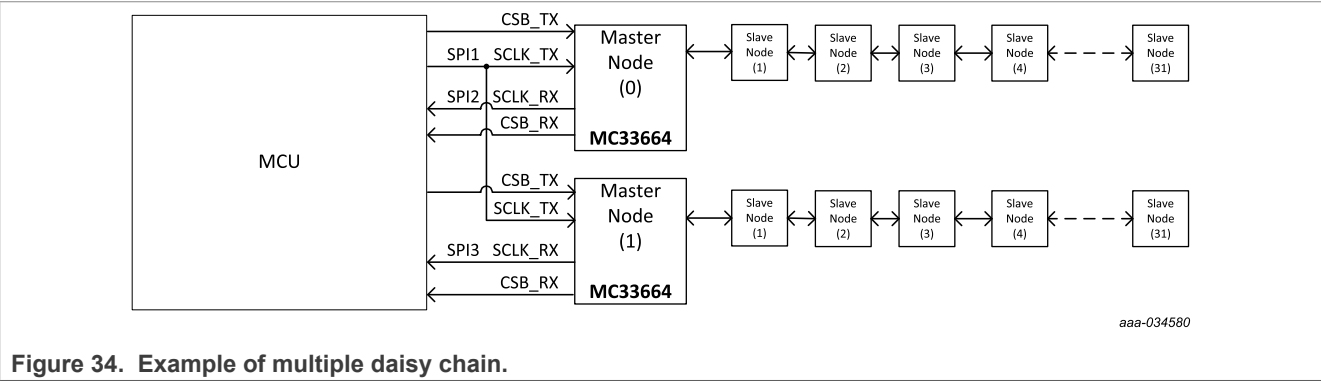 CSB_TX
SPI1 SCLK_TX
SPI2 SCLK_RX
CSB_RX
Master
Node
(0)
MC33664
Slave
Node
(1)
Slave
Node
(2)
Slave
Node
(3)
Slave
Node
(4)
Slave
Node
(31)
MCU
CSB_TX
SCLK_TX
SPI3 SCLK_RX
CSB_RX
Master
Node
(1)
MC33664
Slave
Node
(1)
Slave
Node
(2)
Slave
Node
(3)
Slave
Node
(4)
Slave
Node
(31)
aaa-034580
Figure 34. Example of multiple daisy chain.